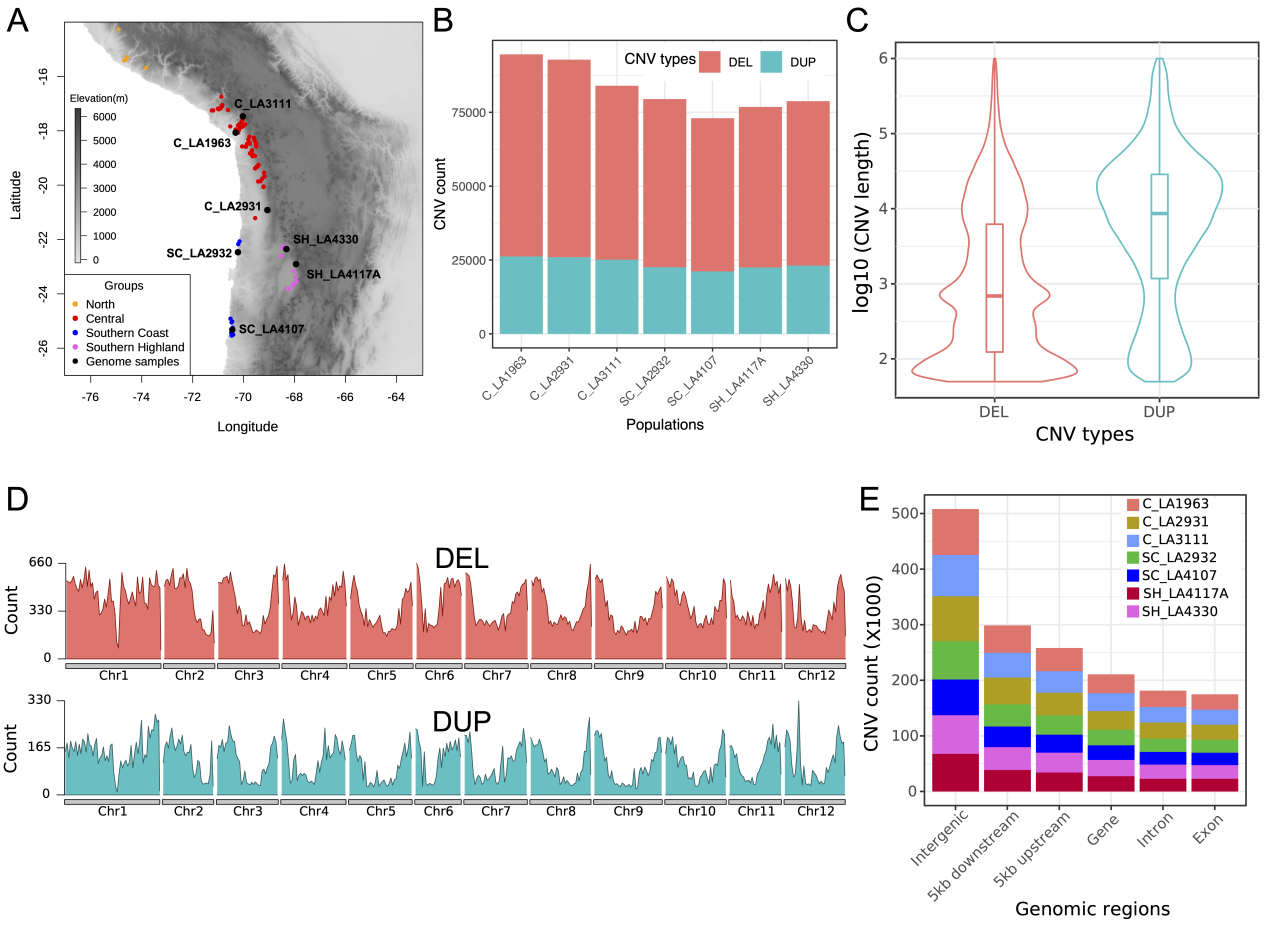 A
Elevation(m)
6000
5000
4000
3000
2000
1000
0
-16
-18
-20
-22
-24
-26
Latitude
C_LA3111
C_LA1963
C_LA2931
SH_LA4330
SC_LA2932
SH_LA4117A
SC_LA4107
Groups
North
Central
Southern Coast
Southern Highland
Genome samples
-76 -74 -72 -70 -68 -66 -64
Longitude
B
CNV types DEL DUP
75000
50000
25000
0
CNV count
C_LA1963 C_LA2931 C_LA3111 SC_LA2932 SC_LA4107 SH_LA4117A SH_LA4330
Populations
C
6
5
4
3
2
log10 (CNV length)
DEL DUP
CNV types
D
DEL
660
330
0
Count
Chr1 Chr2 Chr3 Chr4 Chr5 Chr6 Chr7 Chr8 Chr9 Chr10 Chr11 Chr12
DUP
330
165
0
Count
Chr1 Chr2 Chr3 Chr4 Chr5 Chr6 Chr7 Chr8 Chr9 Chr10 Chr11 Chr12
E
C_LA1963
C_LA2931
C_LA3111
SC_LA2932
SC_LA4107
SH_LA4117A
SH_LA4330
500
400
300
200
100
0
CNV count (X1000)
Intergenic 5kb downstream 5kb upstream Gene Intron Exon
Genomic regions